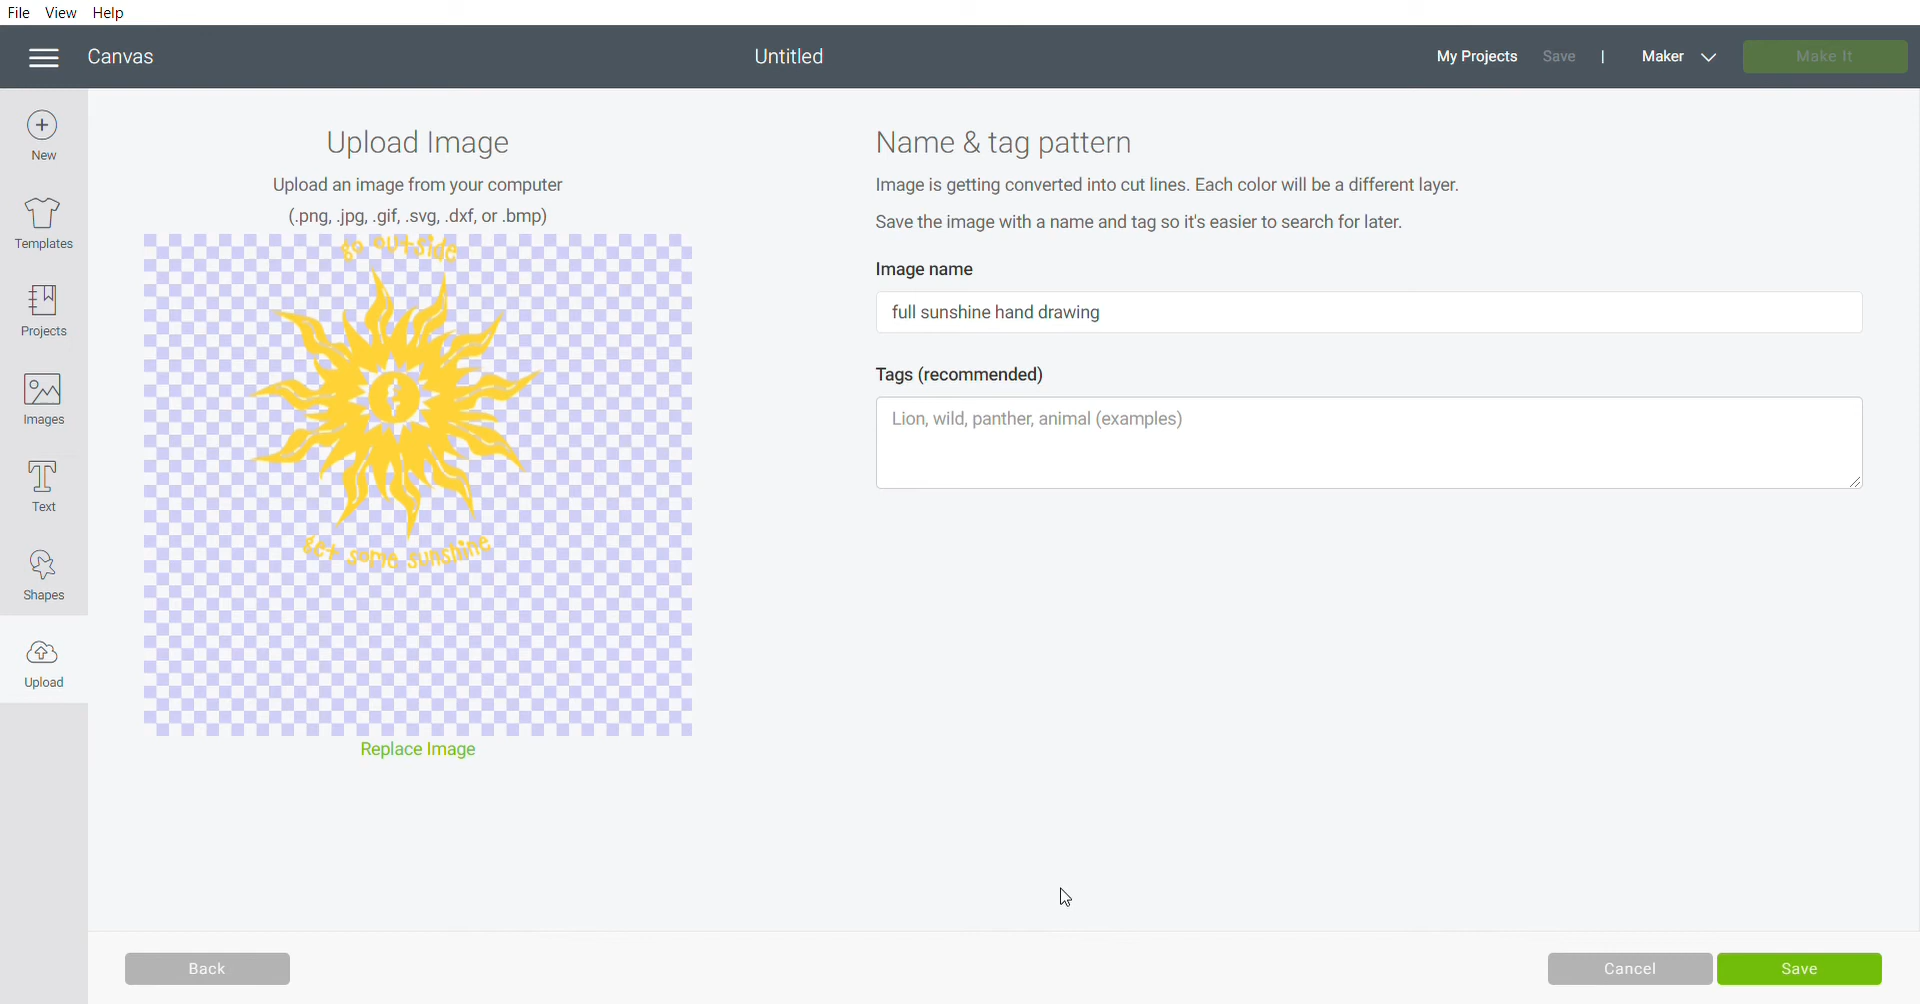 File View Help
Canvas
Untitled
My Projects Save | Maker Make It
New
Templates
Projects
Images
Text
Shapes
Upload
Upload Image
Upload an image from your computer
(.png, .jpg, .gif, .svg, .dxf, or .bmp)
go outside
get some sunshine
Replace Image
Name & tag pattern
Image is getting converted into cut lines. Each color will be a different layer.
Save the image with a name and tag so it's easier to search for later.
Image name
full sunshine hand drawing
Tags (recommended)
Lion, wild, panther, animal (examples)
Back
Cancel Save